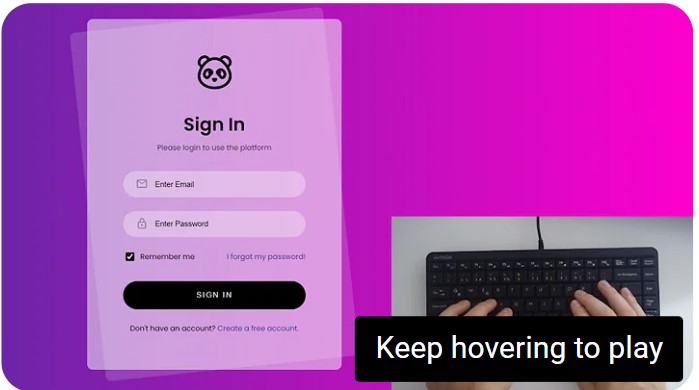 Sign In
Please login to use the platform
Enter Email
Enter Password
Remember me
I forgot my password!
SIGN IN
Don't have an account? Create a free account.
Keep hovering to play